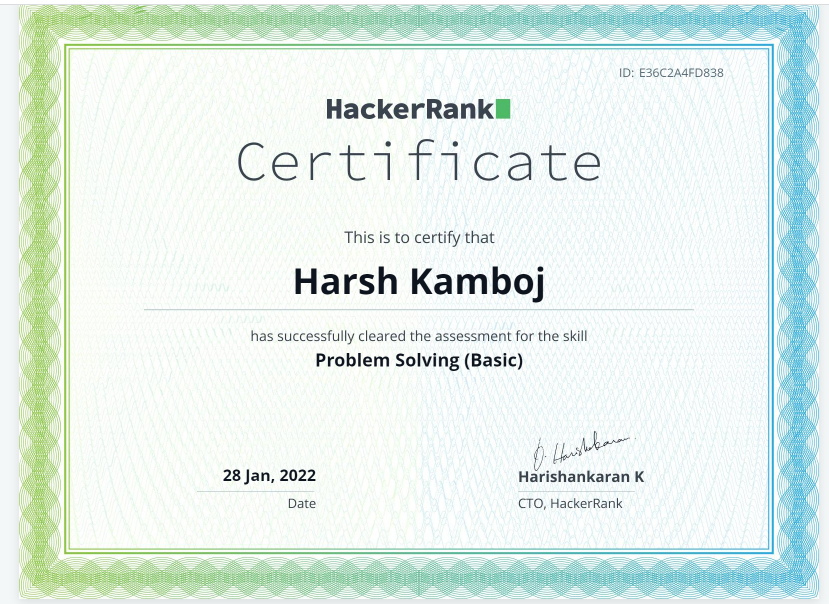 ID: E36C2A4FD838
HackerRank
Certificate
This is to certify that
Harsh Kamboj
has successfully cleared the assessment for the skill
Problem Solving (Basic)
28 Jan, 2022
Date
D. Harishankaran
Harishankaran K
CTO, HackerRank